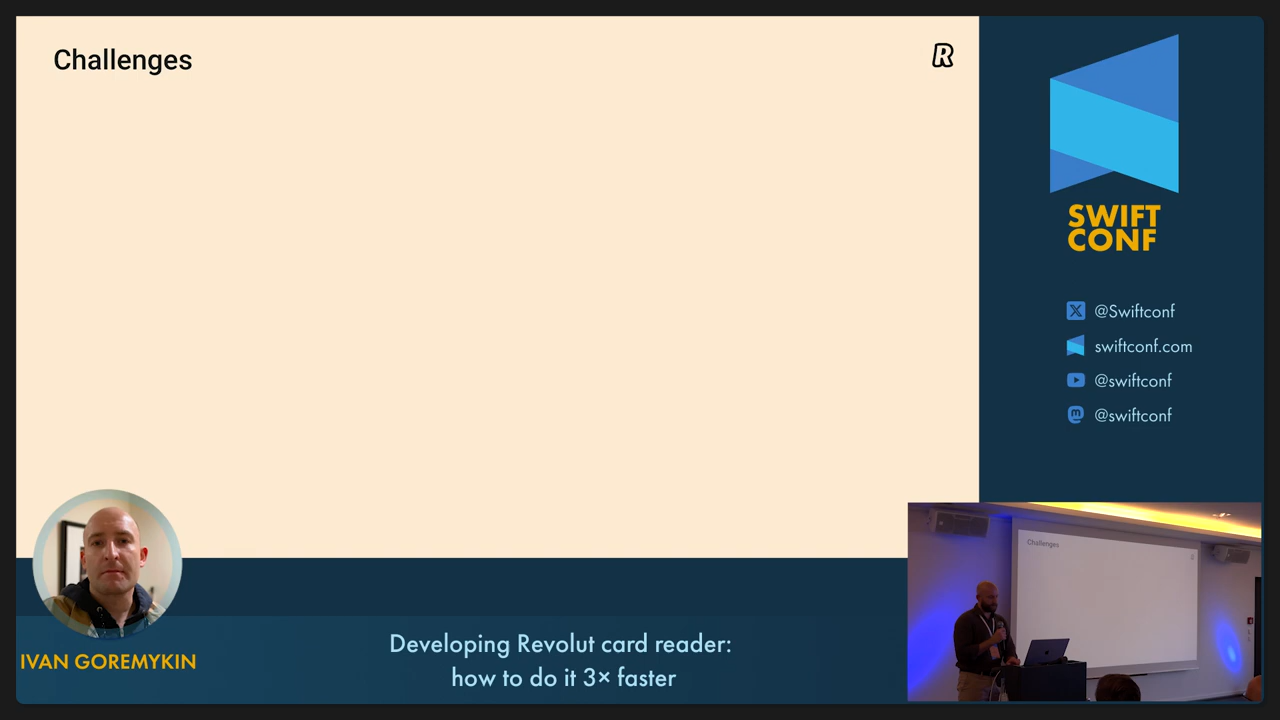 Challenges
R
SWIFT
CONF
@Swiftconf
swiftconf.com
@swiftconf
@swiftconf
Challenges
IVAN GOREMYKIN
Developing Revolut card reader:
how to do it 3× faster